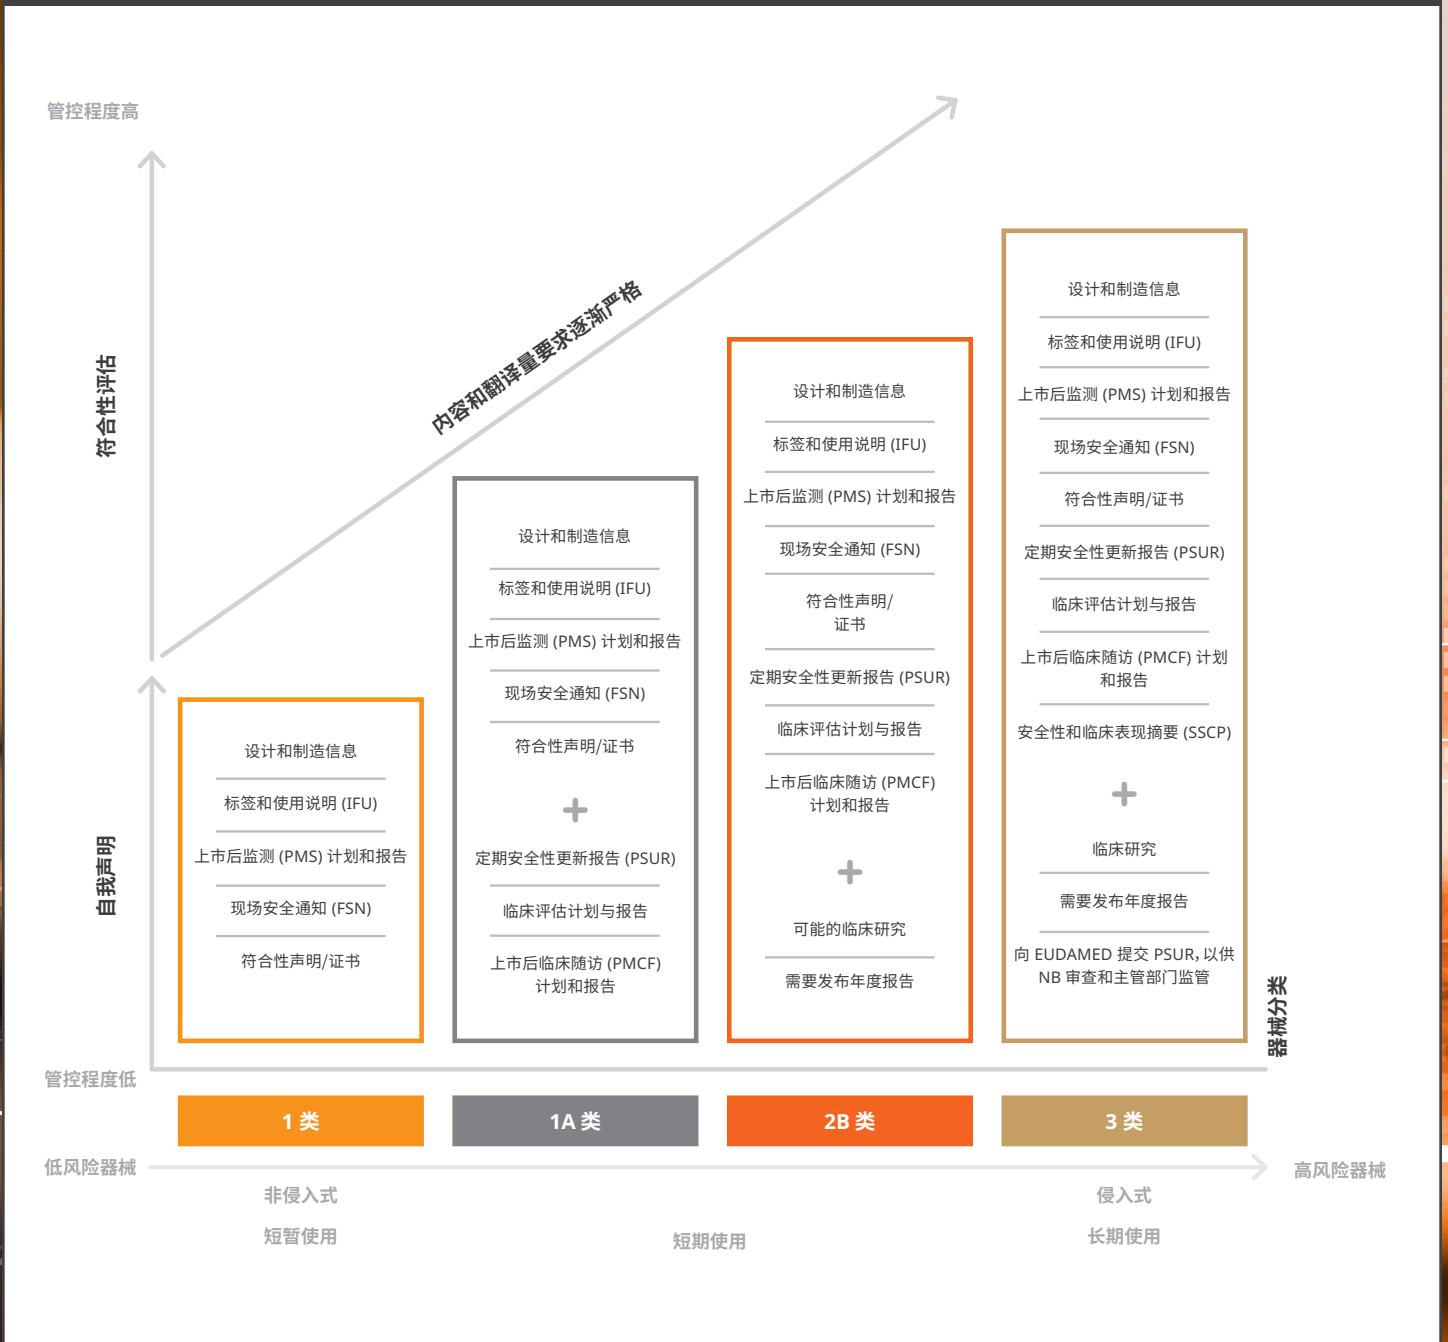 管控程度高
符合性评估
内容和翻译量要求逐渐严格
自我声明
管控程度低
设计和制造信息
标签和使用说明 (IFU)
上市后监测 (PMS) 计划和报告
现场安全通知 (FSN)
符合性声明/证书
设计和制造信息
标签和使用说明 (IFU)
上市后监测 (PMS) 计划和报告
现场安全通知 (FSN)
符合性声明/证书
+
定期安全性更新报告 (PSUR)
临床评估计划与报告
上市后临床随访 (PMCF)
计划和报告
设计和制造信息
标签和使用说明 (IFU)
上市后监测 (PMS) 计划和报告
现场安全通知 (FSN)
符合性声明/
证书
定期安全性更新报告 (PSUR)
临床评估计划与报告
上市后临床随访 (PMCF)
计划和报告
+
可能的临床研究
需要发布年度报告
设计和制造信息
标签和使用说明 (IFU)
上市后监测 (PMS) 计划和报告
现场安全通知 (FSN)
符合性声明/证书
定期安全性更新报告 (PSUR)
临床评估计划与报告
上市后临床随访 (PMCF) 计划
和报告
安全性和临床表现摘要 (SSCP)
+
临床研究
需要发布年度报告
向 EUDAMED 提交 PSUR，以供
NB 审查和主管部门监管
器械分类
1 类
1A 类
2B 类
3 类
低风险器械
高风险器械
非侵入式
短暂使用
短期使用
侵入式
长期使用